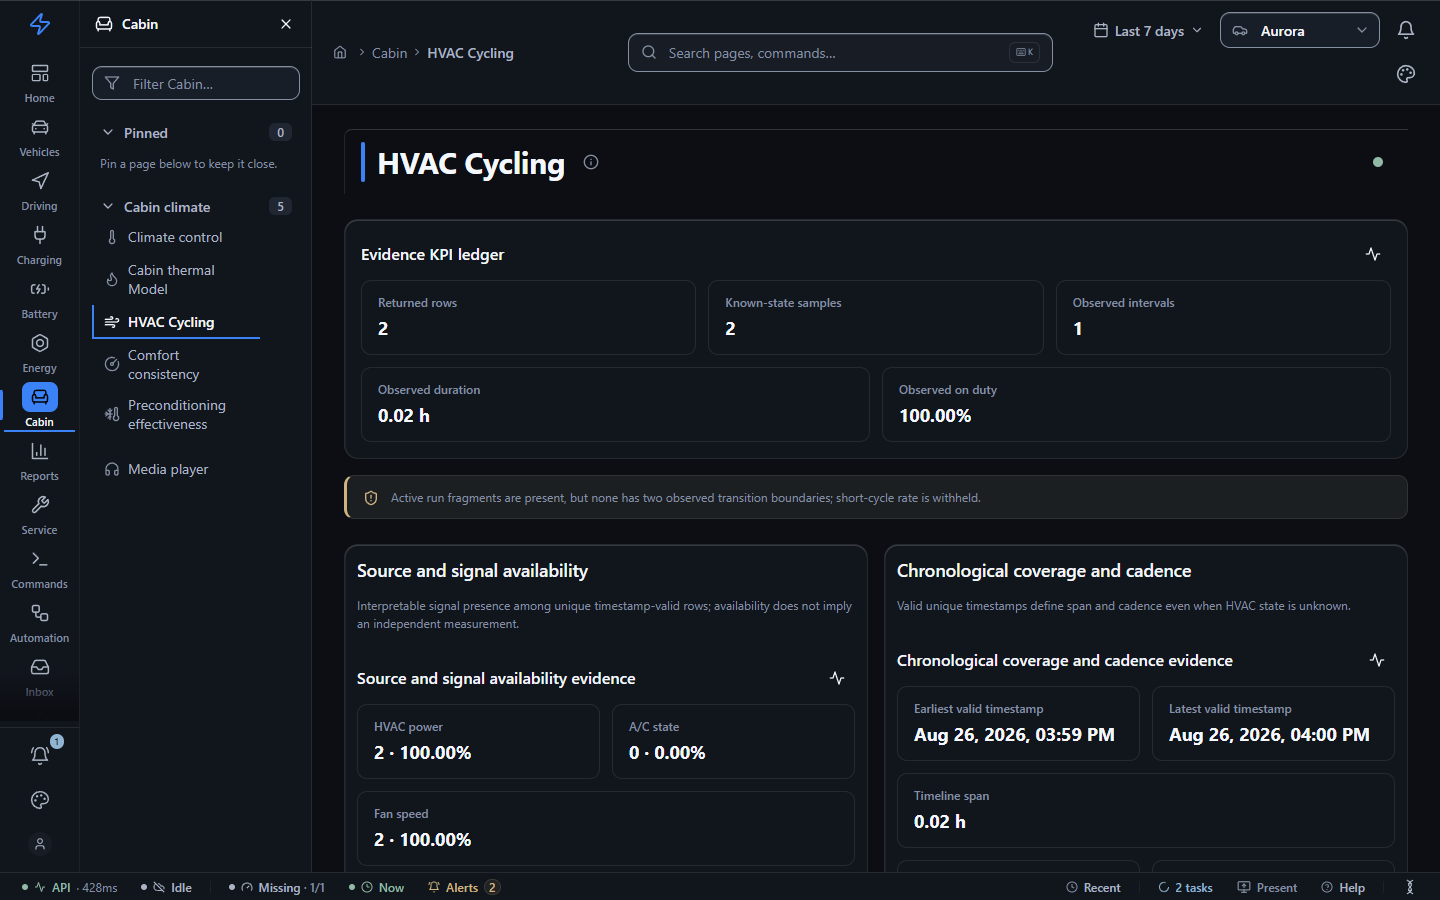 Cabin
Home
Vehicles
Driving
Charging
Battery
Energy
Cabin
Reports
Service
Commands
Automation
Inbox
1
Filter Cabin...
Pinned
0
Pin a page below to keep it close.
Cabin climate
5
Climate control
Cabin thermal
Model
HVAC Cycling
Comfort
consistency
Preconditioning
effectiveness
Media player
Cabin
HVAC Cycling
Search pages, commands...
K
Last 7 days
Aurora
HVAC Cycling
Evidence KPI ledger
Returned rows
2
Known-state samples
2
Observed intervals
1
Observed duration
0.02 h
Observed on duty
100.00%
Active run fragments are present, but none has two observed transition boundaries; short-cycle rate is withheld.
Source and signal availability
Interpretable signal presence among unique timestamp-valid rows; availability does not imply
an independent measurement.
Source and signal availability evidence
HVAC power
2 · 100.00%
A/C state
0 · 0.00%
Fan speed
2 · 100.00%
Chronological coverage and cadence
Valid unique timestamps define span and cadence even when HVAC state is unknown.
Chronological coverage and cadence evidence
Earliest valid timestamp
Aug 26, 2026, 03:59 PM
Latest valid timestamp
Aug 26, 2026, 04:00 PM
Timeline span
0.02 h
API · 428ms
Idle
Missing · 1/1
Now
Alerts 2
Recent
2 tasks
Present
Help